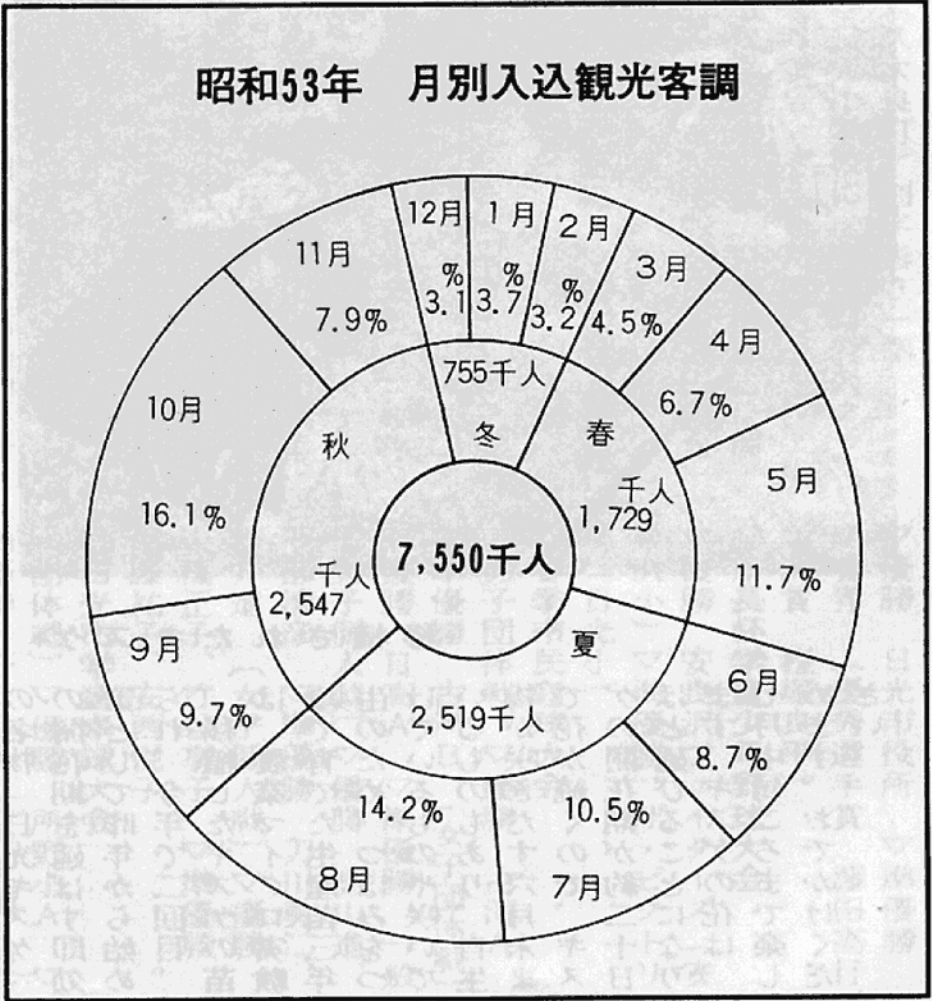 昭和53年　月別入込観光客調
1月
%
3.7
2月
%
3.2
3月
4.5%
4月
6.7%
5月
11.7%
6月
8.7%
7月
10.5%
8月
14.2%
9月
9.7%
10月
16.1%
11月
7.9%
12月
%
3.1
755千人
冬
春
千人
1,729
夏
2,519千人
秋
千人
2,547
7,550千人